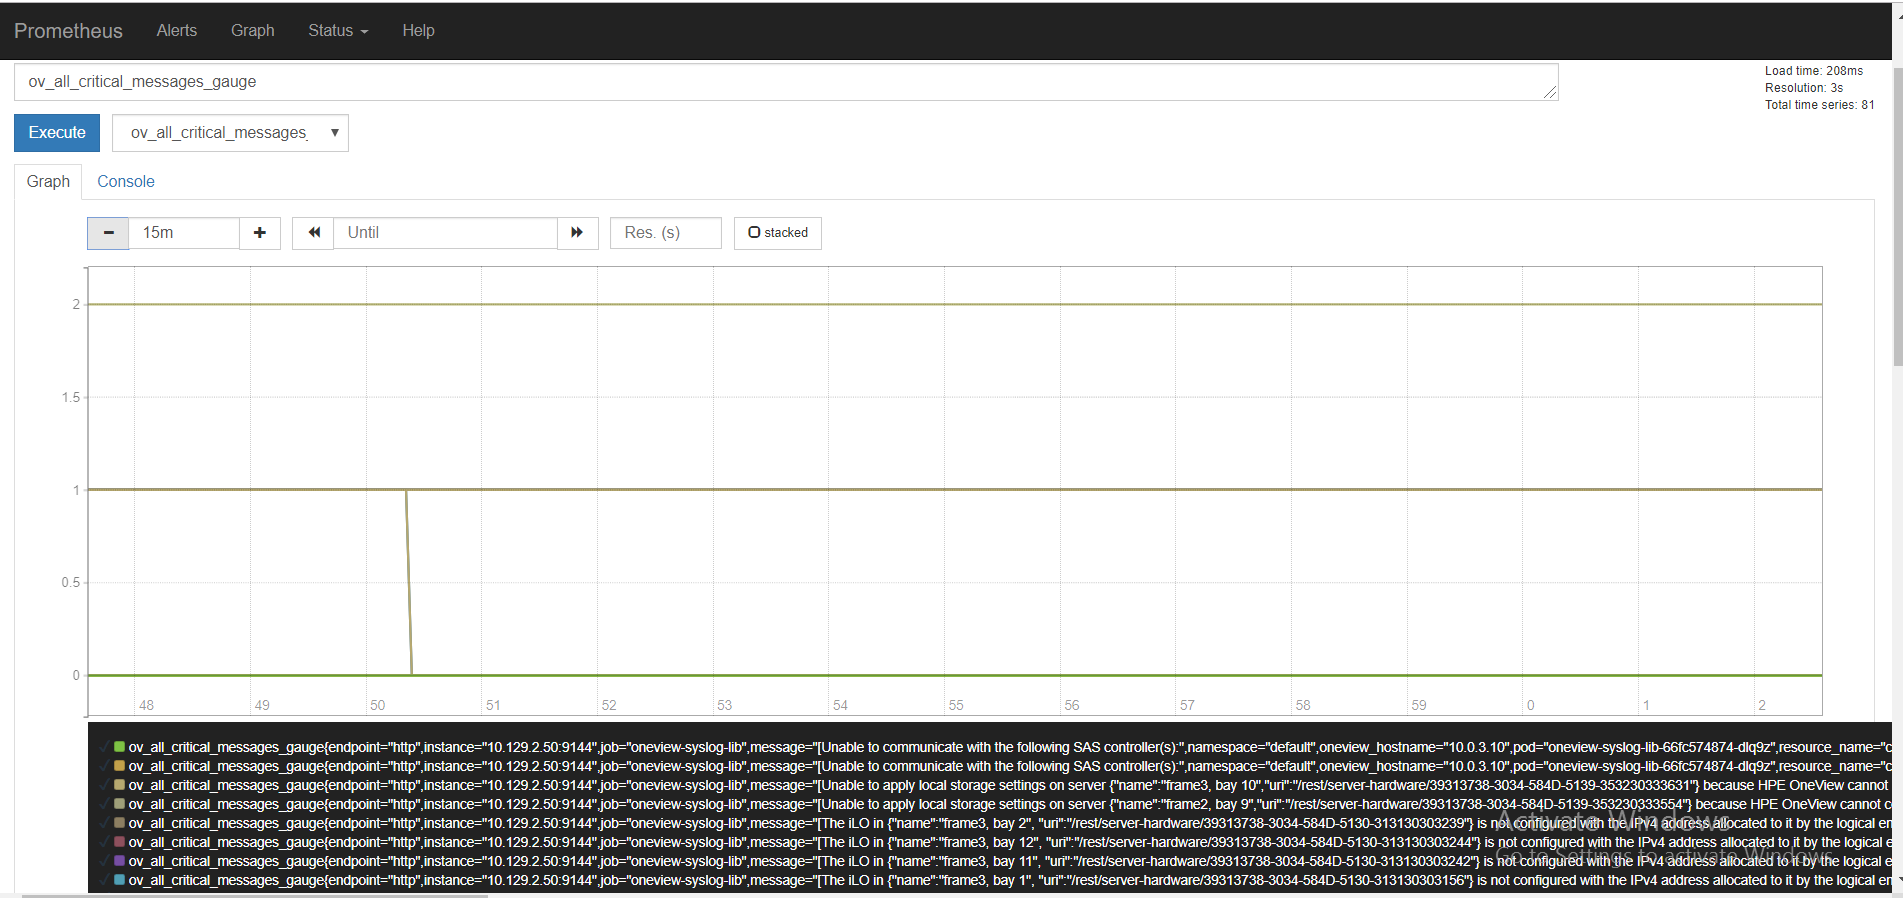 Prometheus Alerts Graph Status Help
ov_all_critical_messages_gauge
Load time: 208ms
Resolution: 3s
Total time series: 81
Execute ov_all_critical_messages_
Graph Console
15m Until Res. (s) stacked
2
1.5
1
0.5
0
48 49 50 51 52 53 54 55 56 57 58 59 0 1 2
ov_all_critical_messages_gauge{endpoint="http",instance="10.129.2.50:9144",job="oneview-syslog-lib",message="[Unable to communicate with the following SAS controller(s):",namespace="default",oneview_hostname="10.0.3.10",pod="oneview-syslog-lib-66fc574874-dlq9z",resource_name="c
ov_all_critical_messages_gauge{endpoint="http",instance="10.129.2.50:9144",job="oneview-syslog-lib",message="[Unable to communicate with the following SAS controller(s):",namespace="default",oneview_hostname="10.0.3.10",pod="oneview-syslog-lib-66fc574874-dlq9z",resource_name="c
ov_all_critical_messages_gauge{endpoint="http",instance="10.129.2.50:9144",job="oneview-syslog-lib",message="[Unable to apply local storage settings on server {"name":"frame3, bay 10","uri":"/rest/server-hardware/39313738-3034-584D-5139-353230333631"} because HPE OneView cannot
ov_all_critical_messages_gauge{endpoint="http",instance="10.129.2.50:9144",job="oneview-syslog-lib",message="[Unable to apply local storage settings on server {"name":"frame2, bay 9","uri":"/rest/server-hardware/39313738-3034-584D-5139-353230333554"} because HPE OneView cannot c
ov_all_critical_messages_gauge{endpoint="http",instance="10.129.2.50:9144",job="oneview-syslog-lib",message="[The iLO in {"name":"frame3, bay 2", "uri":"/rest/server-hardware/39313738-3034-584D-5130-313130303239"} is not configured with the IPv4 address allocated to it by the logical en
ov_all_critical_messages_gauge{endpoint="http",instance="10.129.2.50:9144",job="oneview-syslog-lib",message="[The iLO in {"name":"frame3, bay 12", "uri":"/rest/server-hardware/39313738-3034-584D-5130-313130303244"} is not configured with the IPv4 address allocated to it by the logical e
ov_all_critical_messages_gauge{endpoint="http",instance="10.129.2.50:9144",job="oneview-syslog-lib",message="[The iLO in {"name":"frame3, bay 11", "uri":"/rest/server-hardware/39313738-3034-584D-5130-313130303242"} is not configured with the IPv4 address allocated to it by the logical e
ov_all_critical_messages_gauge{endpoint="http",instance="10.129.2.50:9144",job="oneview-syslog-lib",message="[The iLO in {"name":"frame3, bay 1", "uri":"/rest/server-hardware/39313738-3034-584D-5130-313130303156"} is not configured with the IPv4 address allocated to it by the logical en
Activate Windows
Go to Settings to activate Windows.